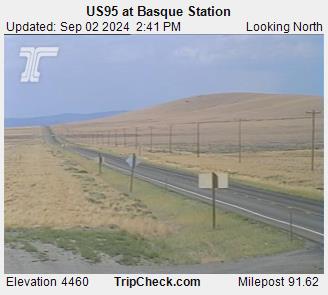 US95 at Basque Station
Updated: Sep 02 2024 2:41 PM Looking North
Elevation 4460 TripCheck.com Milepost 91.62